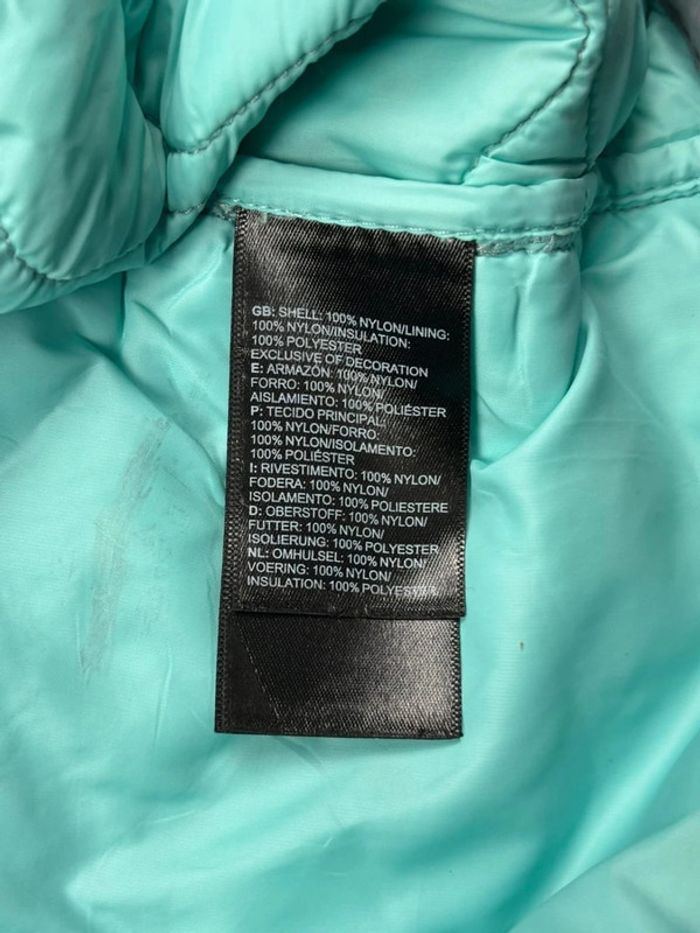 GB: SHELL: 100% NYLON/LINING:
100% NYLON/INSULATION:
100% POLYESTER
EXCLUSIVE OF DECORATION
E: ARMAZÓN: 100% NYLON/
FORRO: 100% NYLON/
AISLAMIENTO: 100% POLIÉSTER
P: TECIDO PRINCIPAL:
100% NYLON/FORRO:
100% NYLON/ISOLAMENTO:
100% POLIÉSTER
I: RIVESTIMENTO: 100% NYLON/
FODERA: 100% NYLON/
ISOLAMENTO: 100% POLIESTERE
D: OBERSTOFF: 100% NYLON/
FUTTER: 100% NYLON/
ISOLIERUNG: 100% POLYESTER
NL: OMHULSEL: 100% NYLON/
VOERING: 100% NYLON/
INSULATION: 100% POLYESTER